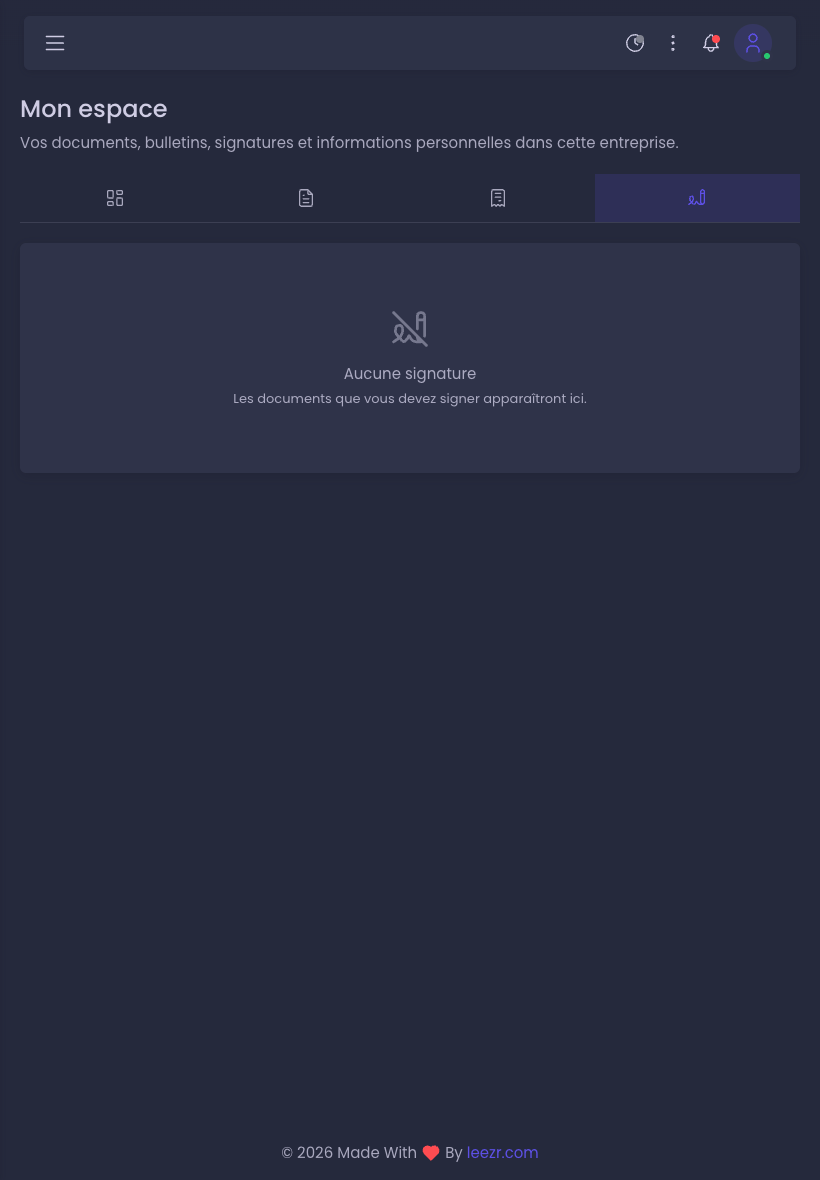 Mon espace
Vos documents, bulletins, signatures et informations personnelles dans cette entreprise.
Aucune signature
Les documents que vous devez signer apparaîtront ici.
© 2026 Made With ❤ By leezr.com